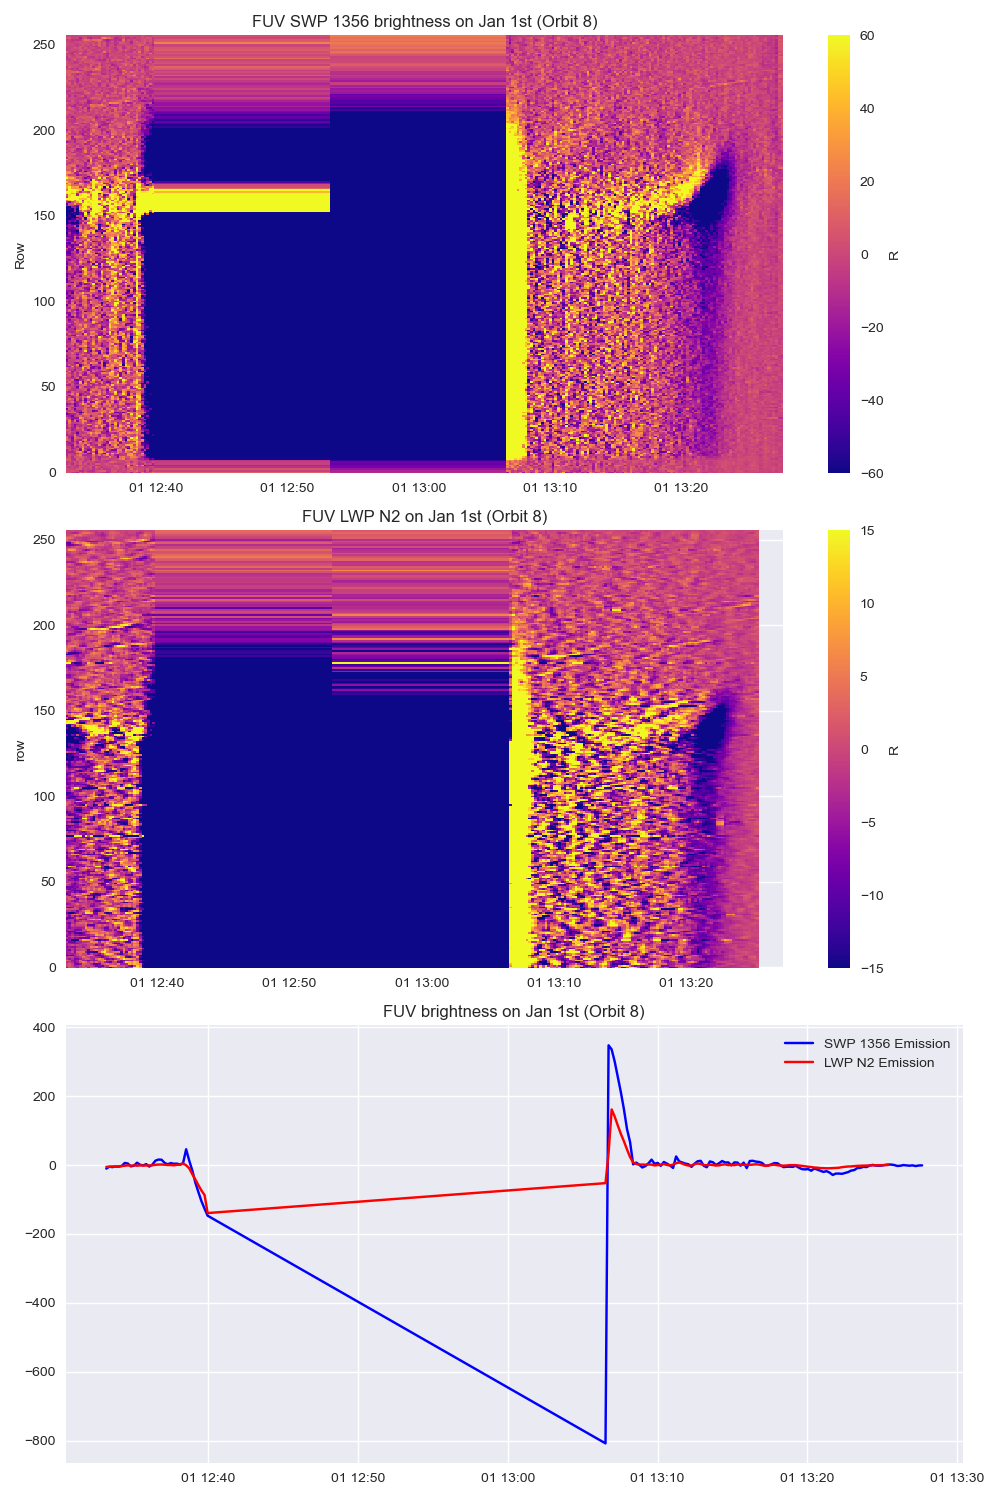 FUV SWP 1356 brightness on Jan 1st (Orbit 8)
250
200
150
100
50
0
Row
01 12:40 01 12:50 01 13:00 01 13:10 01 13:20
60
40
20
0
−20
−40
−60
R
FUV LWP N2 on Jan 1st (Orbit 8)
250
200
150
100
50
0
row
01 12:40 01 12:50 01 13:00 01 13:10 01 13:20
15
10
5
0
−5
−10
−15
R
FUV brightness on Jan 1st (Orbit 8)
400
200
0
−200
−400
−600
−800
SWP 1356 Emission
LWP N2 Emission
01 12:40 01 12:50 01 13:00 01 13:10 01 13:20 01 13:30